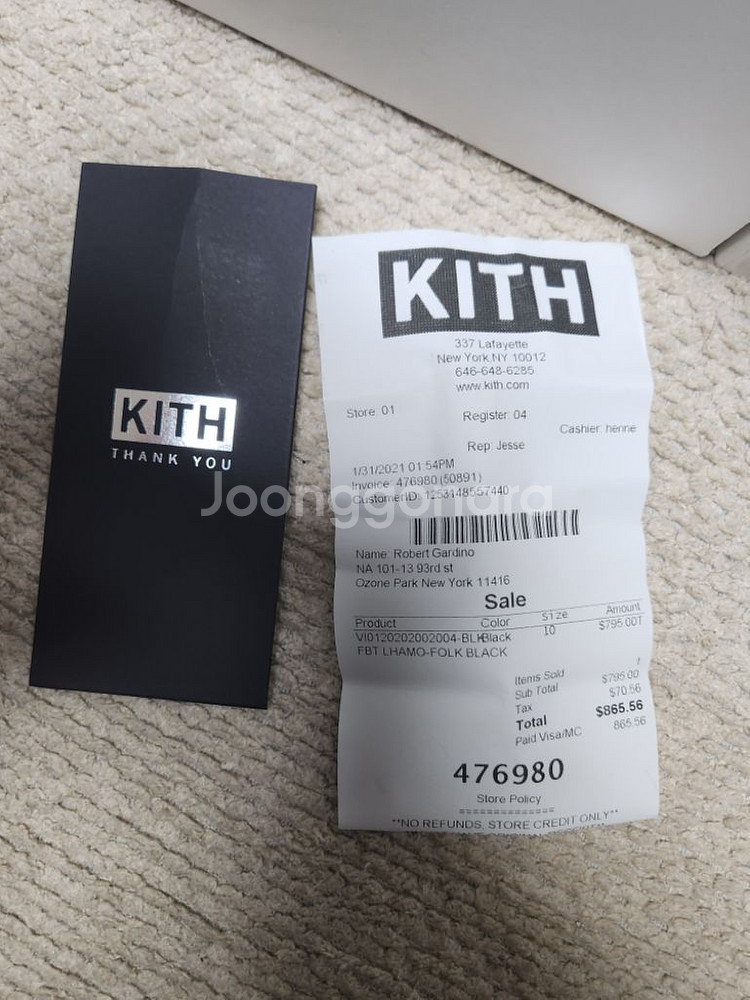 KITH
THANK YOU
KITH
337 Lafayette
New York,NY 10012
646-648-6285
www.kith.com
Store: 01
Register: 04
Cashier: henne
Rep: Jesse
1/31/2021 01:54PM
Invoice: 476980 (50891)
CustomerID: 1253148557440
Joonggonara
Name: Robert Gardino
NA 101-13 93rd st
Ozone Park New York 11416
Sale
Product Color Size Amount
VI0120202002004-BLK Black 10 $795.00T
FBT LHAMO-FOLK BLACK
Items Sold 1
Sub Total $795.00
Tax $70.56
Total $865.56
Paid Visa/MC 865.56
476980
Store Policy
==============
**NO REFUNDS, STORE CREDIT ONLY**